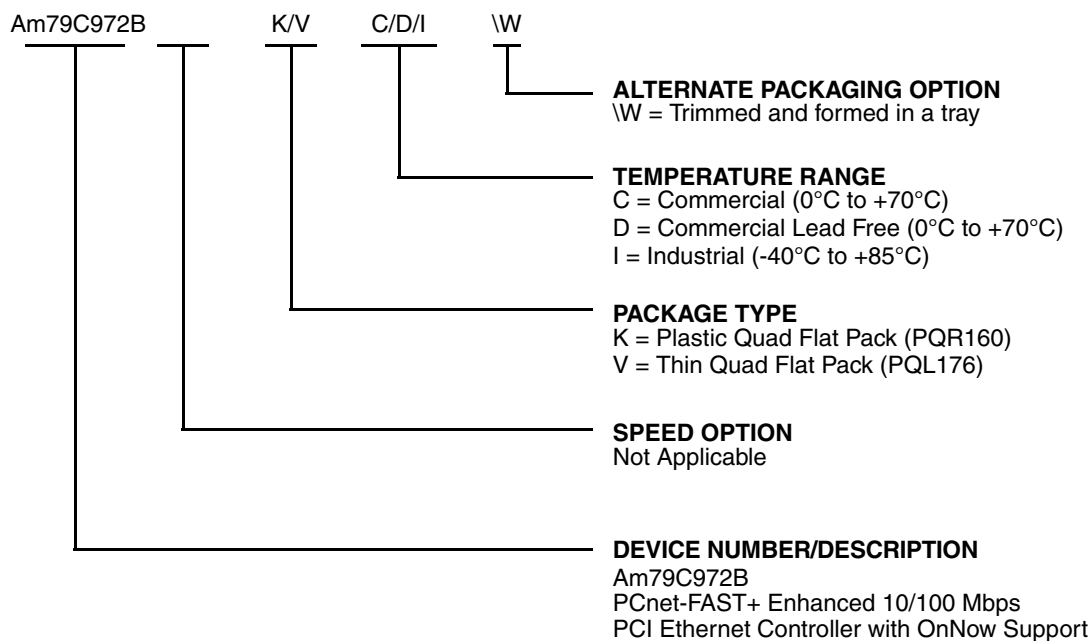 Am79C972B K/V C/D/I \W
ALTERNATE PACKAGING OPTION
\W = Trimmed and formed in a tray
TEMPERATURE RANGE
C = Commercial (0°C to +70°C)
D = Commercial Lead Free (0°C to +70°C)
I = Industrial (-40°C to +85°C)
PACKAGE TYPE
K = Plastic Quad Flat Pack (PQR160)
V = Thin Quad Flat Pack (PQL176)
SPEED OPTION
Not Applicable
DEVICE NUMBER/DESCRIPTION
Am79C972B
PCnet-FAST+ Enhanced 10/100 Mbps
PCI Ethernet Controller with OnNow Support